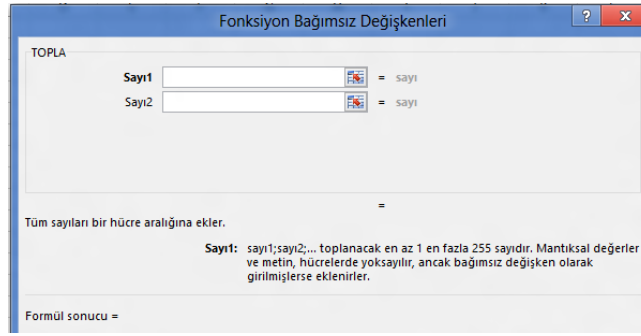 Fonksiyon Bağımsız Değişkenleri
? x
TOPLA
Sayı1 = sayı
Sayı2 = sayı
=
Tüm sayıları bir hücre aralığına ekler.
Sayı1: sayı1;sayı2;... toplanacak en az 1 en fazla 255 sayıdır. Mantıksal değerler
ve metin, hücrelerde yoksayılır, ancak bağımsız değişken olarak
girilmişlerse eklenirler.
Formül sonucu =